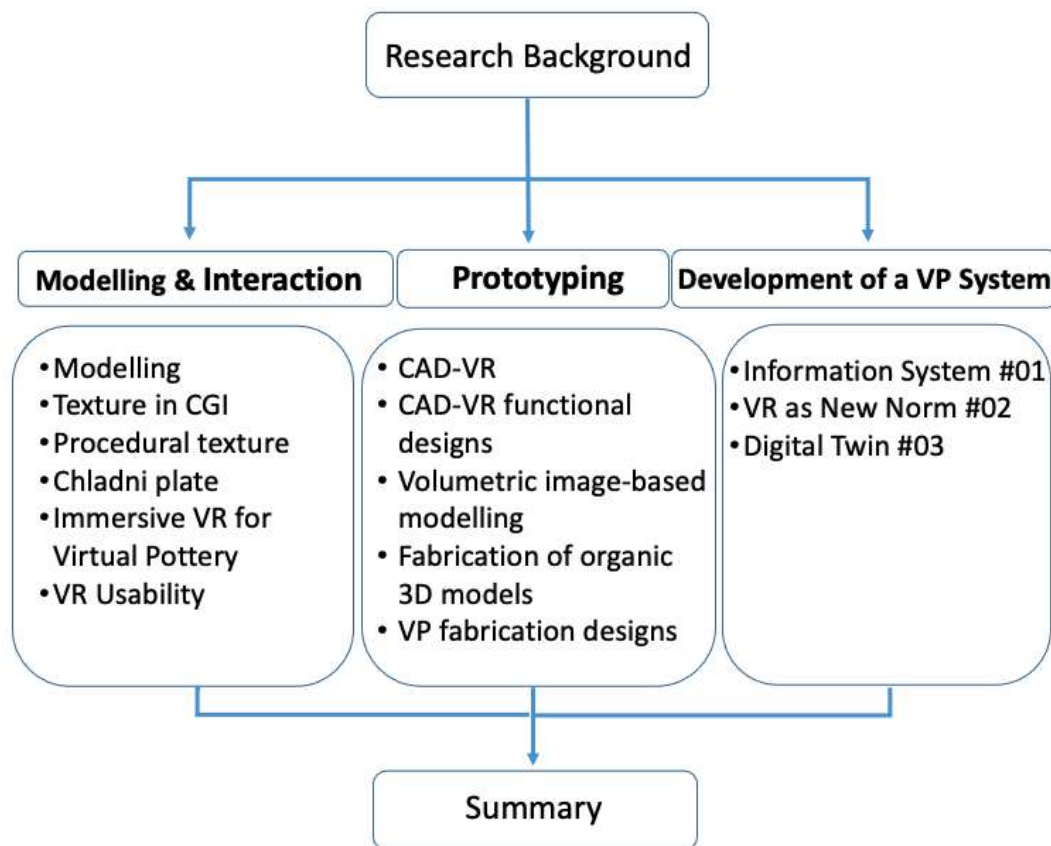 Research Background
Modelling & Interaction
•Modelling
•Texture in CGI
•Procedural texture
•Chladni plate
•Immersive VR for
Virtual Pottery
•VR Usability
Prototyping
• CAD-VR
• CAD-VR functional
designs
• Volumetric image-based
modelling
• Fabrication of organic
3D models
• VP fabrication designs
Development of a VP System
•Information System #01
•VR as New Norm #02
•Digital Twin #03
Summary